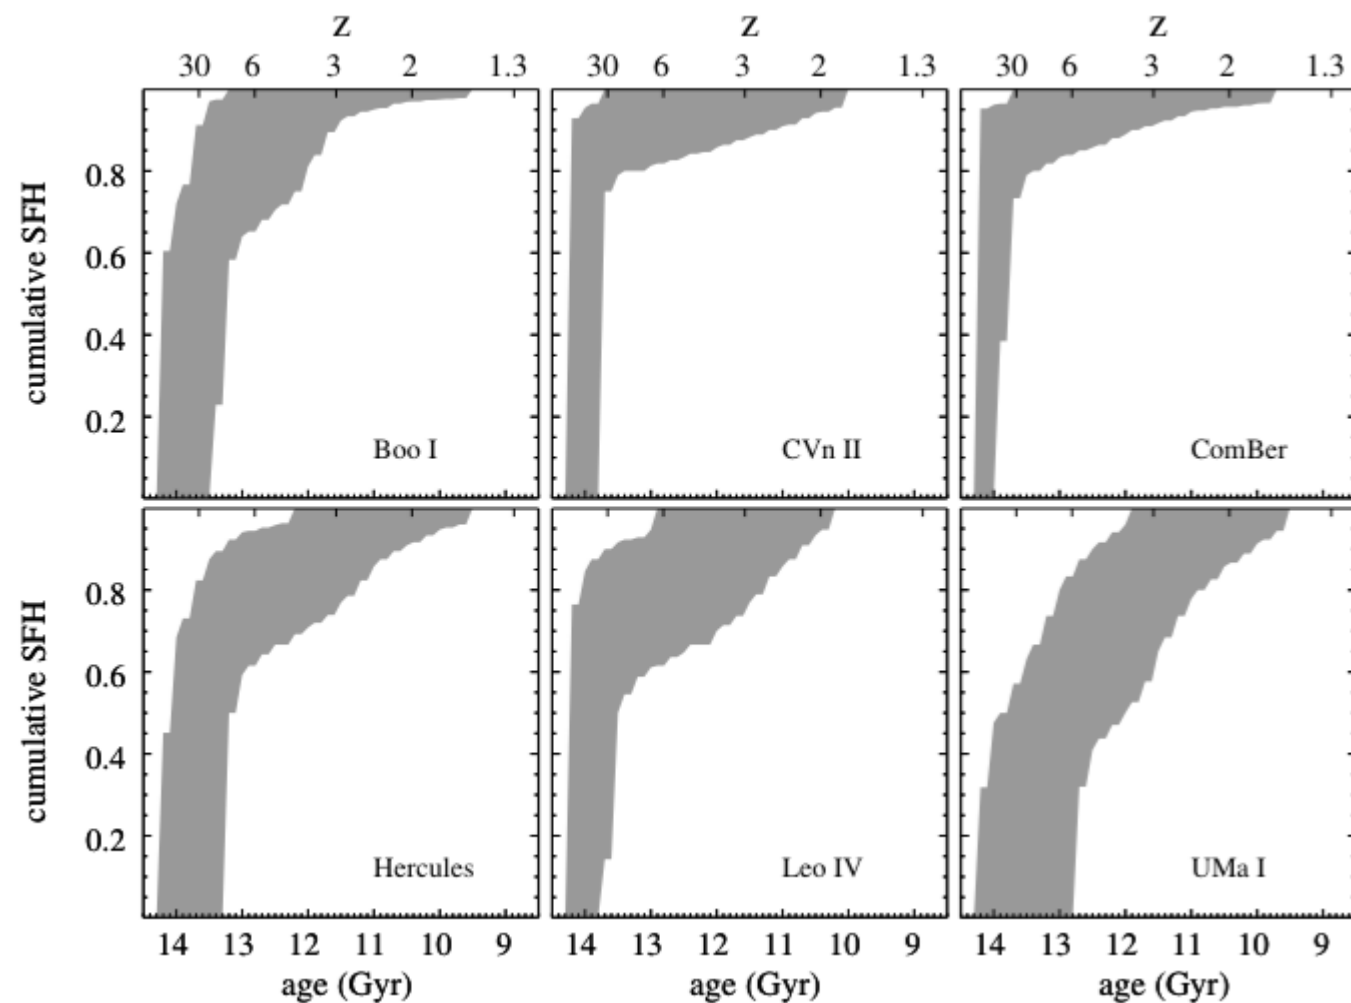 z z z
30 6 3 2 1.3 30 6 3 2 1.3 30 6 3 2 1.3
cumulative SFH
0.8
0.6
0.4
0.2
Boo I CVn II ComBer
cumulative SFH
0.8
0.6
0.4
0.2
Hercules Leo IV UMa I
14 13 12 11 10 9 14 13 12 11 10 9 14 13 12 11 10 9
age (Gyr) age (Gyr) age (Gyr)